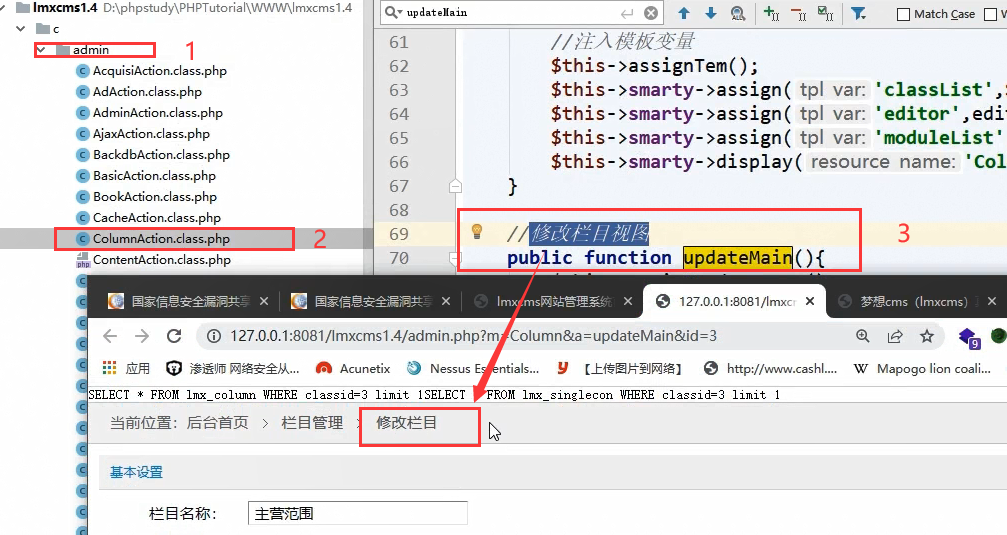 lmxcms1.4 D:\phpstudy\PHPTutorial\WWW\lmxcms1.4
c
admin 1
AcquisiAction.class.php
AdAction.class.php
AdminAction.class.php
AjaxAction.class.php
BackdbAction.class.php
BasicAction.class.php
BookAction.class.php
CacheAction.class.php
ColumnAction.class.php 2
ContentAction.class.php
updateMain Match Case
61 //注入模板变量
62 $this->assignTem();
63 $this->smarty->assign( tpl var: 'classList',
64 $this->smarty->assign( tpl var: 'editor',edi
65 $this->smarty->assign( tpl var: 'moduleList'
66 $this->smarty->display( resource name: 'Col
67 }
68
69 //修改栏目视图 3
70 public function updateMain(){
国家信息安全漏洞共享 国家信息安全漏洞共享 lmxcms网站管理系统 127.0.0.1:8081/lmxc 梦想cms（lmxcms）
127.0.0.1:8081/lmxcms1.4/admin.php?m=Column&a=updateMain&id=3 9
应用 渗透师 网络安全从... Acunetix Nessus Essentials... 【上传图片到网络】 http://www.cashl... Mapogo lion coali...
SELECT * FROM lmx_column WHERE classid=3 limit 1SELECT * FROM lmx_singlecon WHERE classid=3 limit 1
当前位置： 后台首页 > 栏目管理 > 修改栏目
基本设置
栏目名称： 主营范围